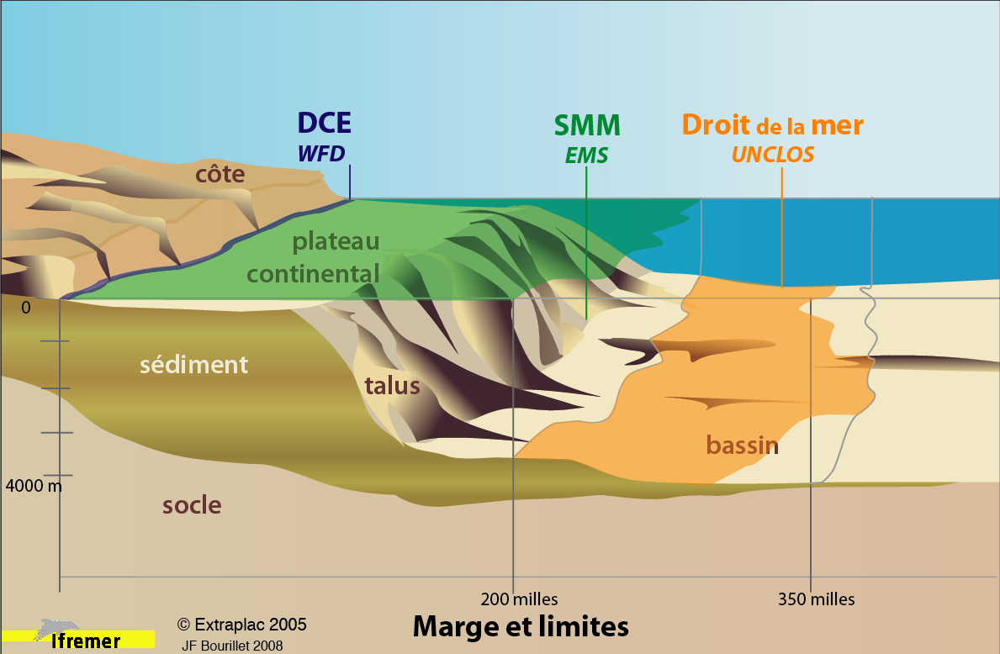 DCE
WFD
SMM
EMS
Droit de la mer
UNCLOS
côte
plateau
continental
0
sédiment
talus
bassin
4000 m
socle
200 milles
350 milles
Marge et limites
Ifremer
© Extraplac 2005
JF Bourillet 2008